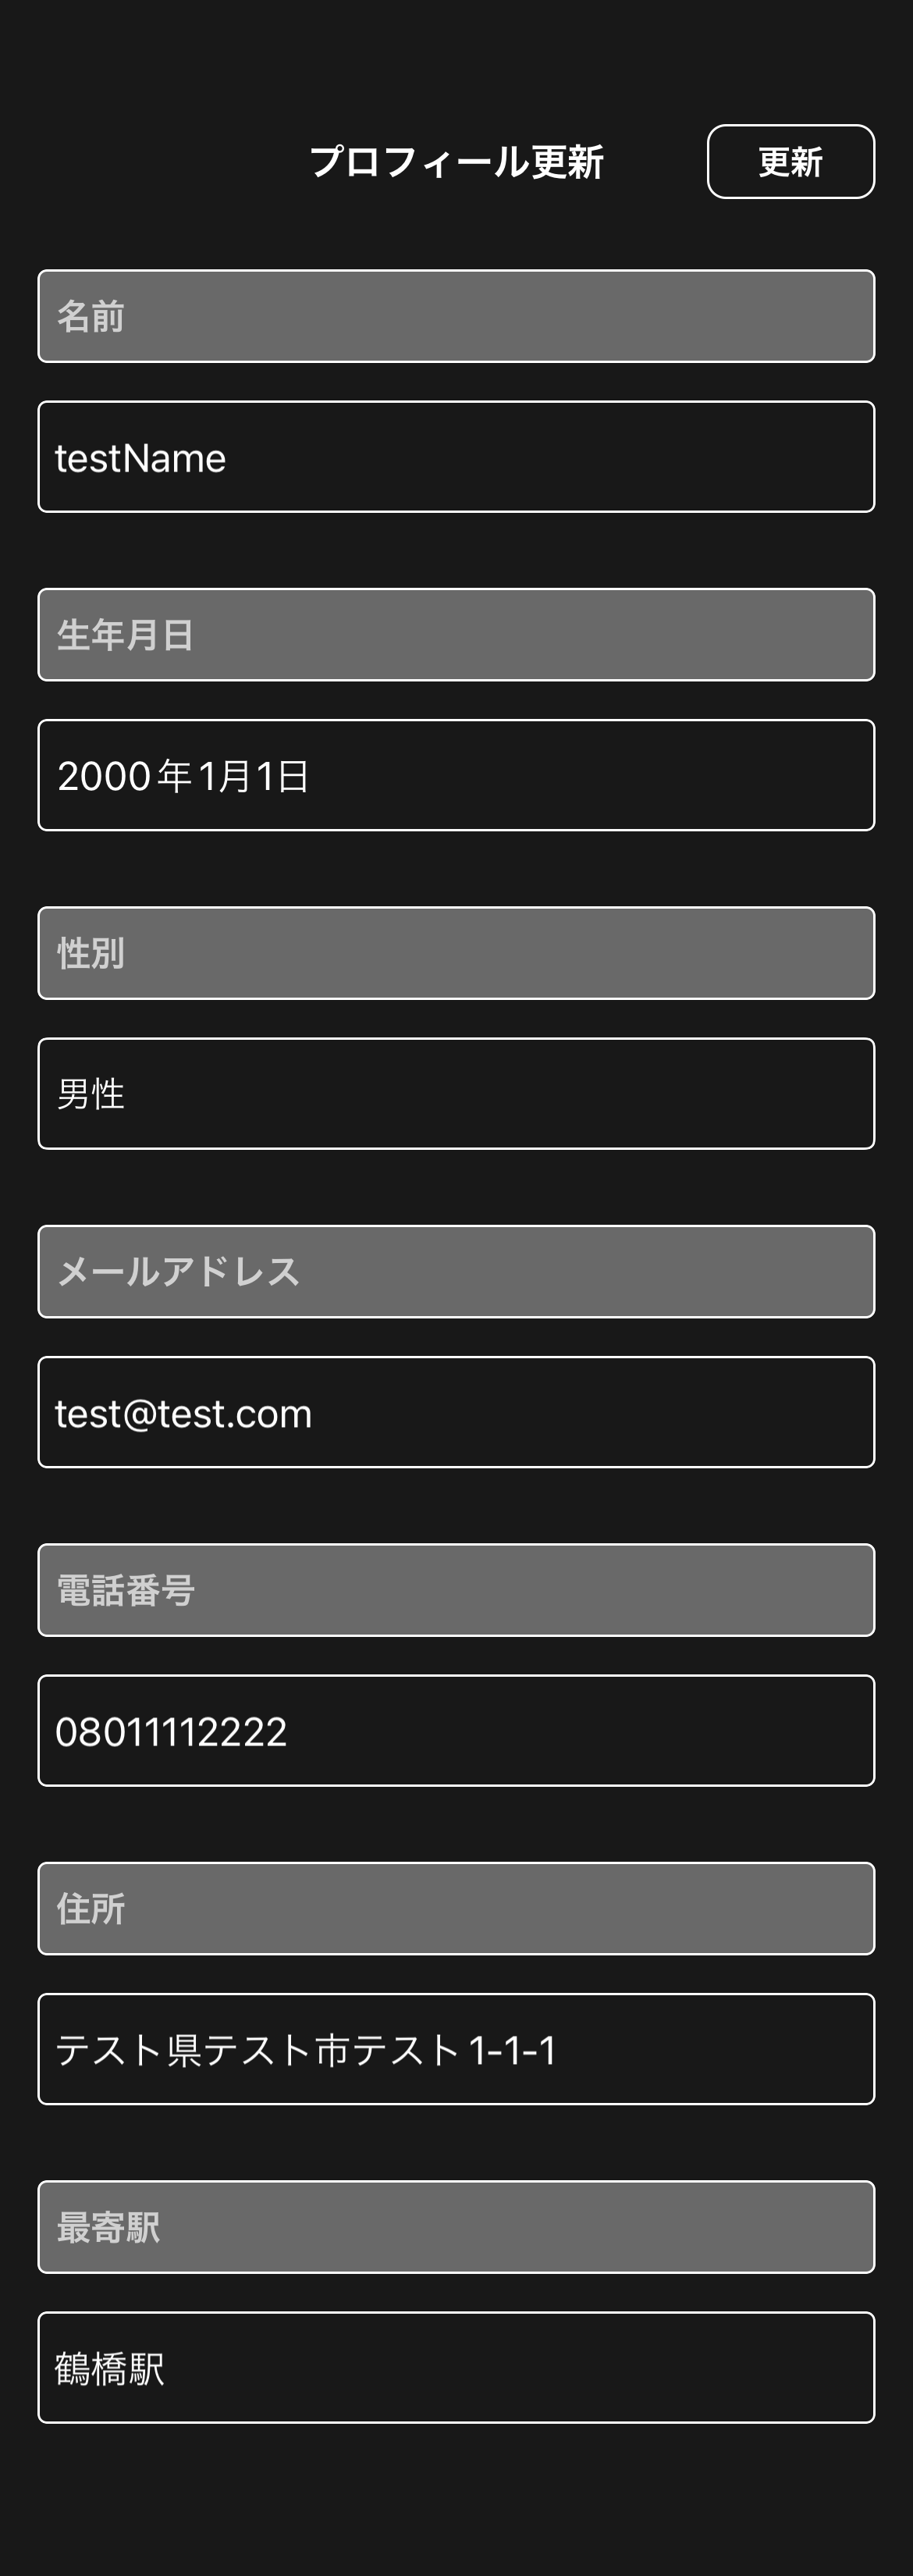 プロフィール更新
更新
名前
testName
生年月日
2000年1月1日
性別
男性
メールアドレス
test@test.com
電話番号
08011112222
住所
テスト県テスト市テスト1-1-1
最寄駅
鶴橋駅